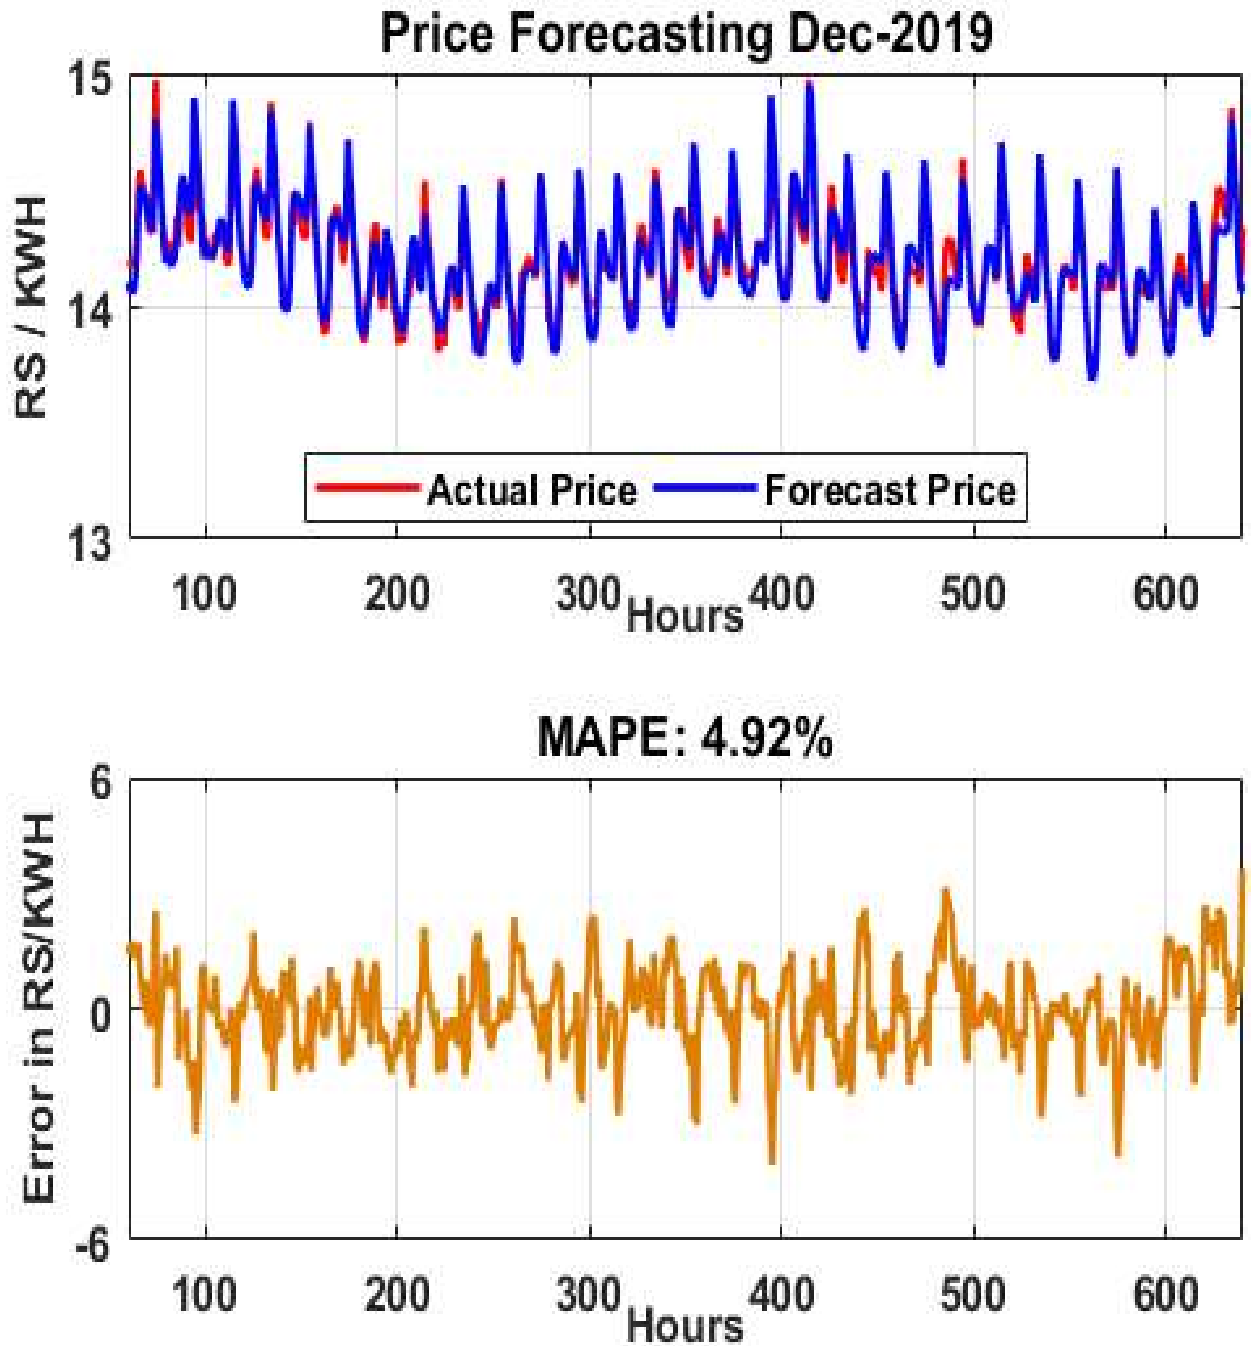 Price Forecasting Dec-2019
15
14
13
RS / KWH
Actual Price Forecast Price
100 200 300 400 500 600
Hours
MAPE: 4.92%
6
0
-6
Error in RS/KWH
100 200 300 400 500 600
Hours